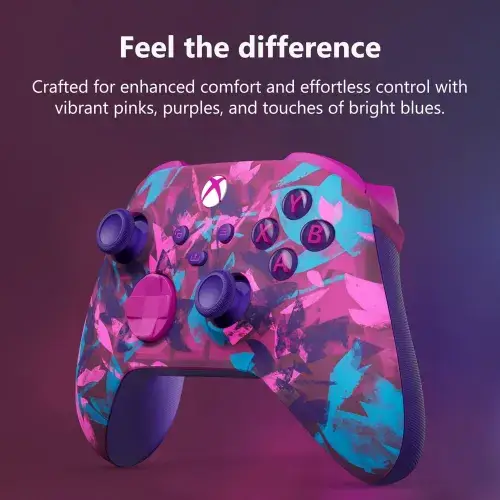 Feel the difference
Crafted for enhanced comfort and effortless control with
vibrant pinks, purples, and touches of bright blues.
Y
X
B
A